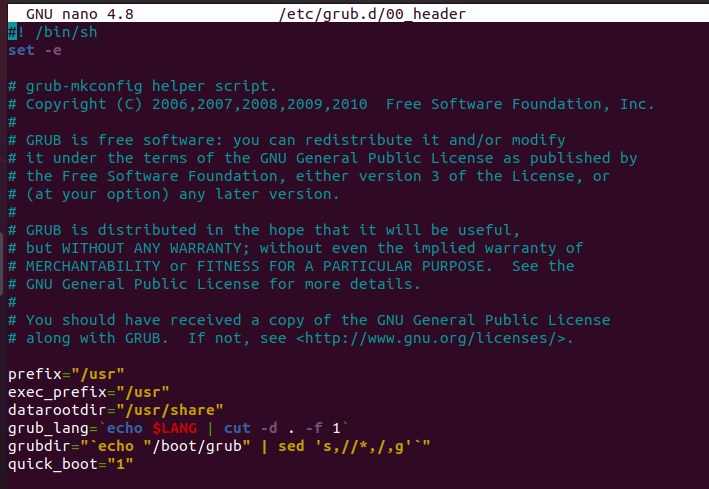 GNU nano 4.8 /etc/grub.d/00_header
#! /bin/sh
set -e
# grub-mkconfig helper script.
# Copyright (C) 2006,2007,2008,2009,2010  Free Software Foundation, Inc.
#
# GRUB is free software: you can redistribute it and/or modify
# it under the terms of the GNU General Public License as published by
# the Free Software Foundation, either version 3 of the License, or
# (at your option) any later version.
#
# GRUB is distributed in the hope that it will be useful,
# but WITHOUT ANY WARRANTY; without even the implied warranty of
# MERCHANTABILITY or FITNESS FOR A PARTICULAR PURPOSE.  See the
# GNU General Public License for more details.
#
# You should have received a copy of the GNU General Public License
# along with GRUB.  If not, see <http://www.gnu.org/licenses/>.
prefix="/usr"
exec_prefix="/usr"
datarootdir="/usr/share"
grub_lang=`echo $LANG | cut -d . -f 1`
grubdir="`echo "/boot/grub" | sed 's,//*,/,g'`"
quick_boot="1"